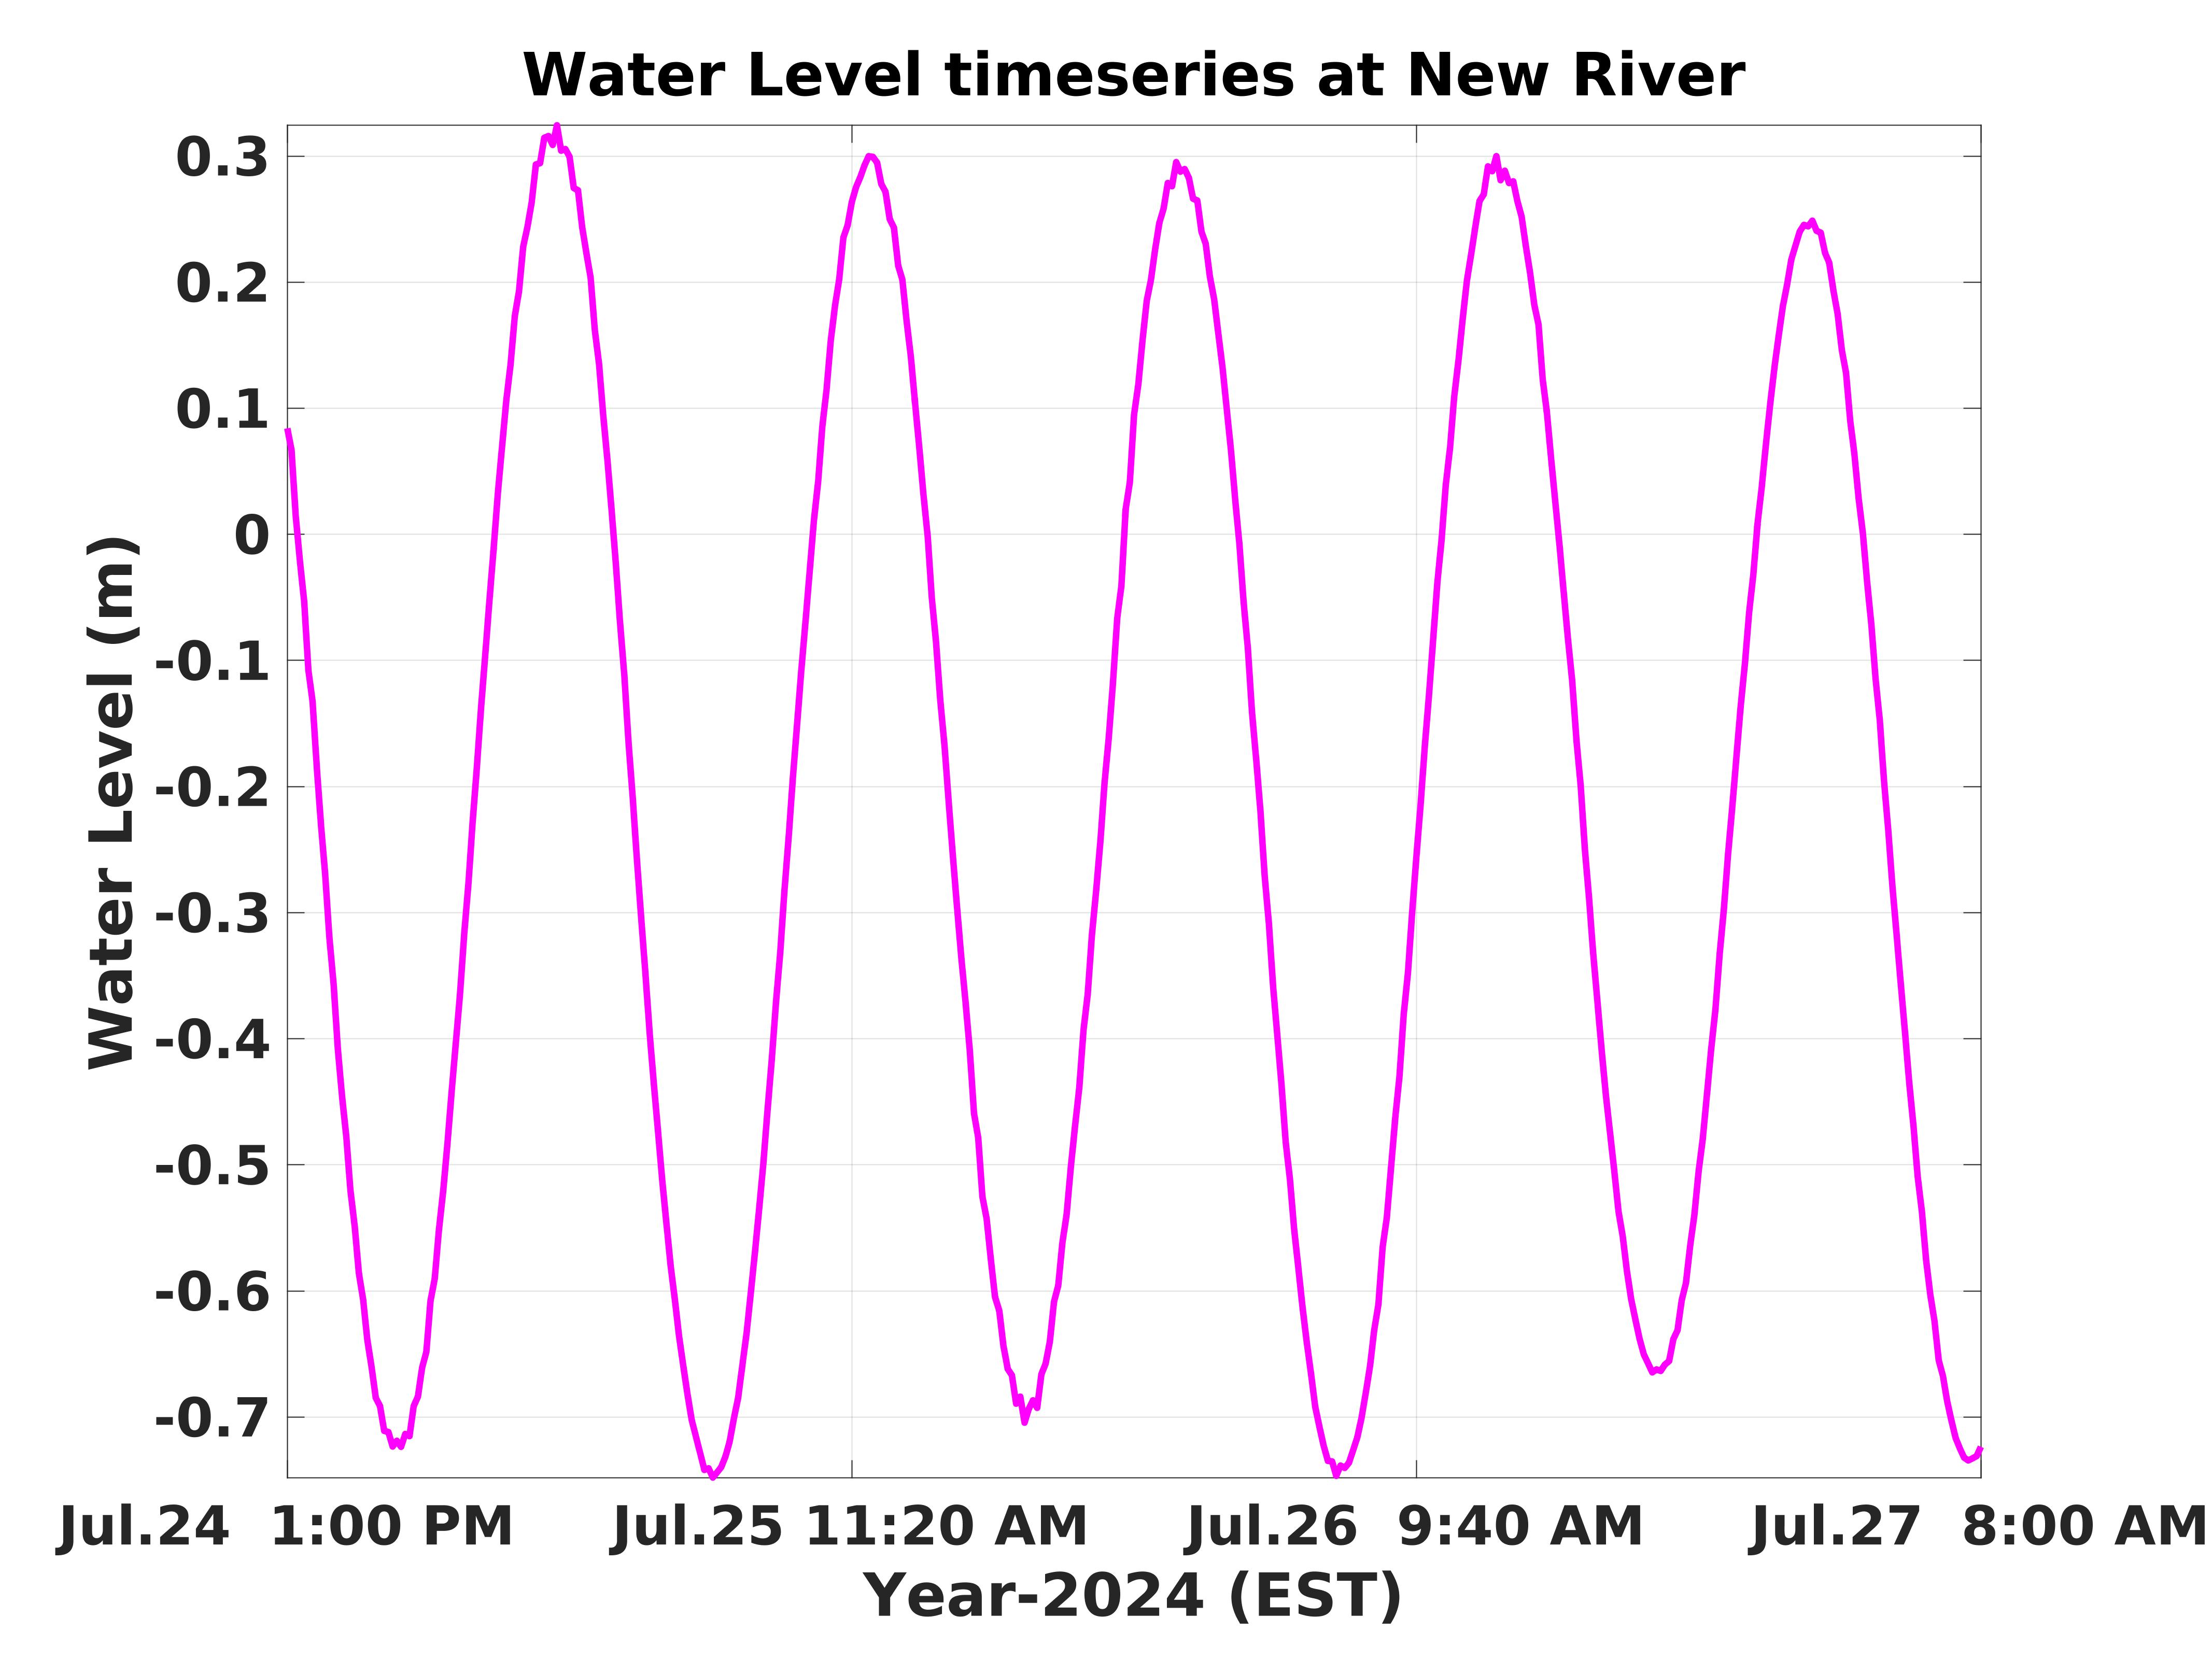 Water Level timeseries at New River
0.3
0.2
0.1
0
-0.1
-0.2
-0.3
-0.4
-0.5
-0.6
-0.7
Water Level (m)
Jul.24 1:00 PM
Jul.25 11:20 AM
Jul.26 9:40 AM
Jul.27 8:00 AM
Year-2024 (EST)